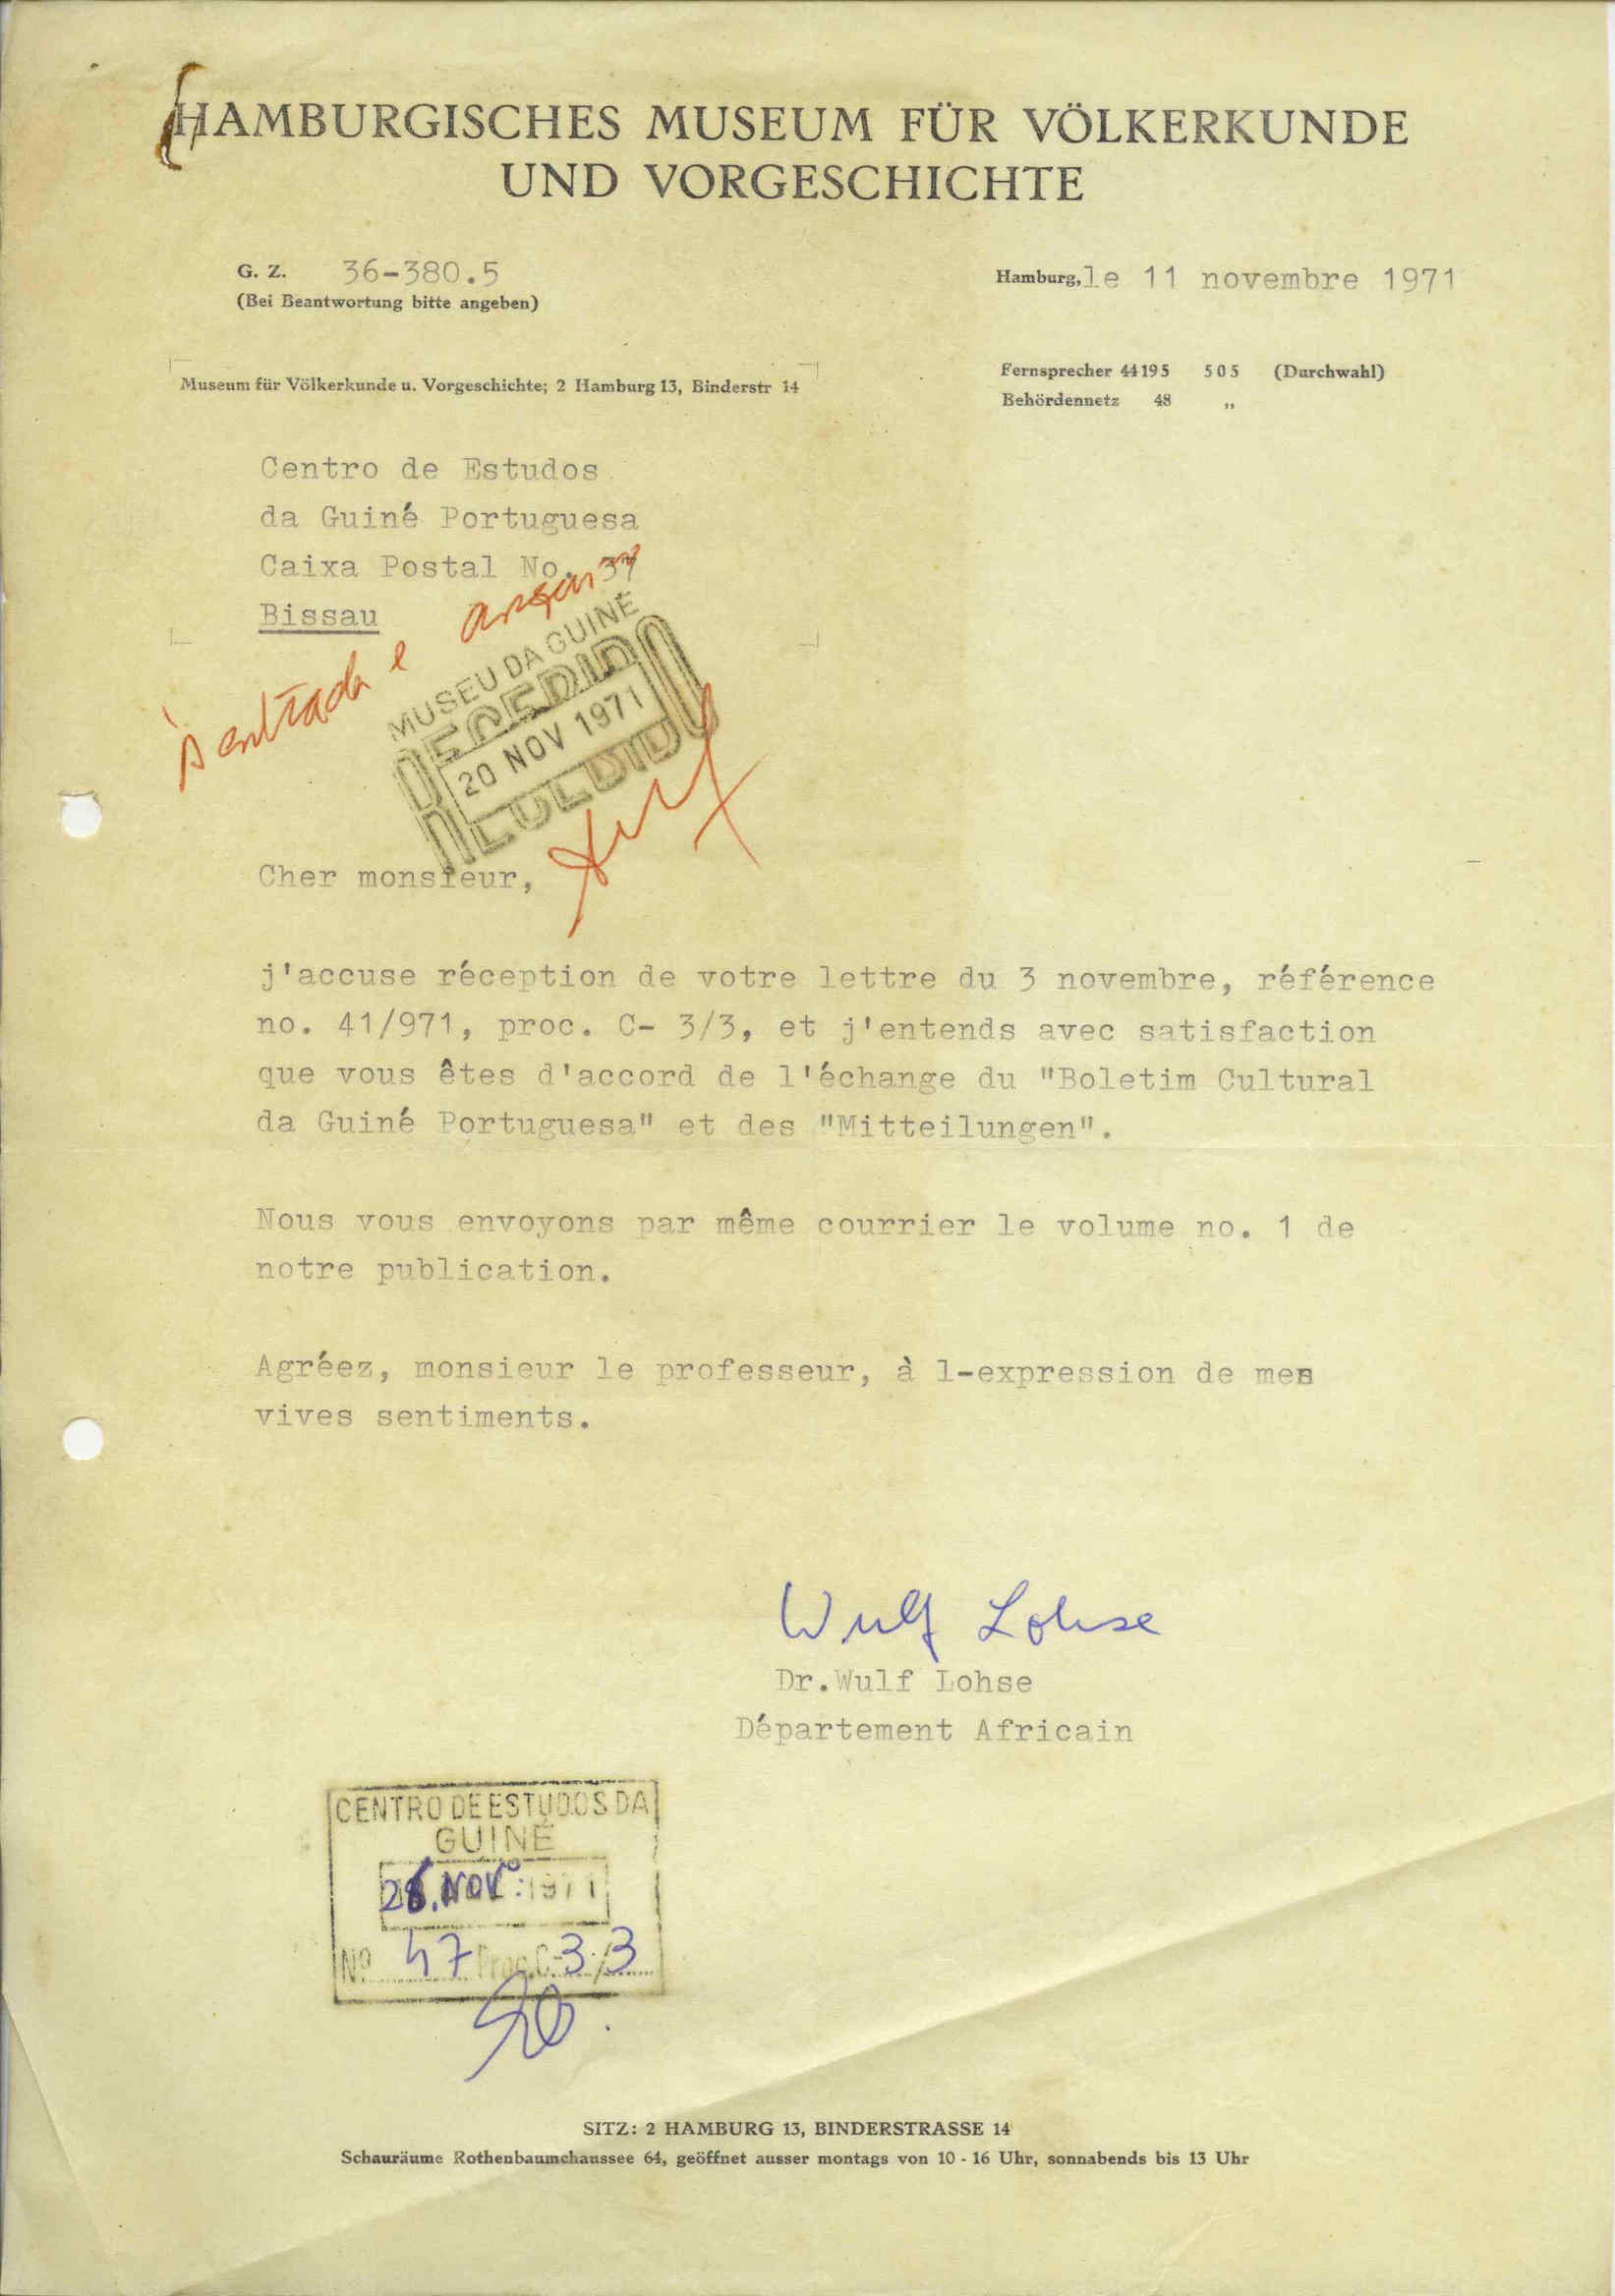 HAMBURGISCHES MUSEUM FÜR VÖLKERKUNDE
UND VORGESCHICHTE
G. Z. 36-380.5
(Bei Beantwortung bitte angeben)
Hamburg, le 11 novembre 1971
Museum für Völkerkunde u. Vorgeschichte; 2 Hamburg 13, Binderstr 14
Fernsprecher 44195 505 (Durchwahl)
Behördennetz 48 „
Centro de Estudos
da Guiné Portuguesa
Caixa Postal No. 37
Bissau
À entrada e
MUSEU DA GUINÉ
RECEBIDO
20 NOV 1971
Cher monsieur,
j'accuse réception de votre lettre du 3 novembre, référence
no. 41/971, proc. C- 3/3, et j'entends avec satisfaction
que vous êtes d'accord de l'échange du "Boletim Cultural
da Guiné Portuguesa" et des "Mitteilungen".
Nous vous envoyons par même courrier le volume no. 1 de
notre publication.
Agréez, monsieur le professeur, à l-expression de mes
vives sentiments.
Wulf Lohse
Dr.Wulf Lohse
Département Africain
CENTRO DE ESTUDOS DA
GUINÉ
NOV 1971
Nº 47 Proc.C.3/3
SITZ: 2 HAMBURG 13, BINDERSTRASSE 14
Schauräume Rothenbaumchaussee 64, geöffnet ausser montags von 10 - 16 Uhr, sonnabends bis 13 Uhr